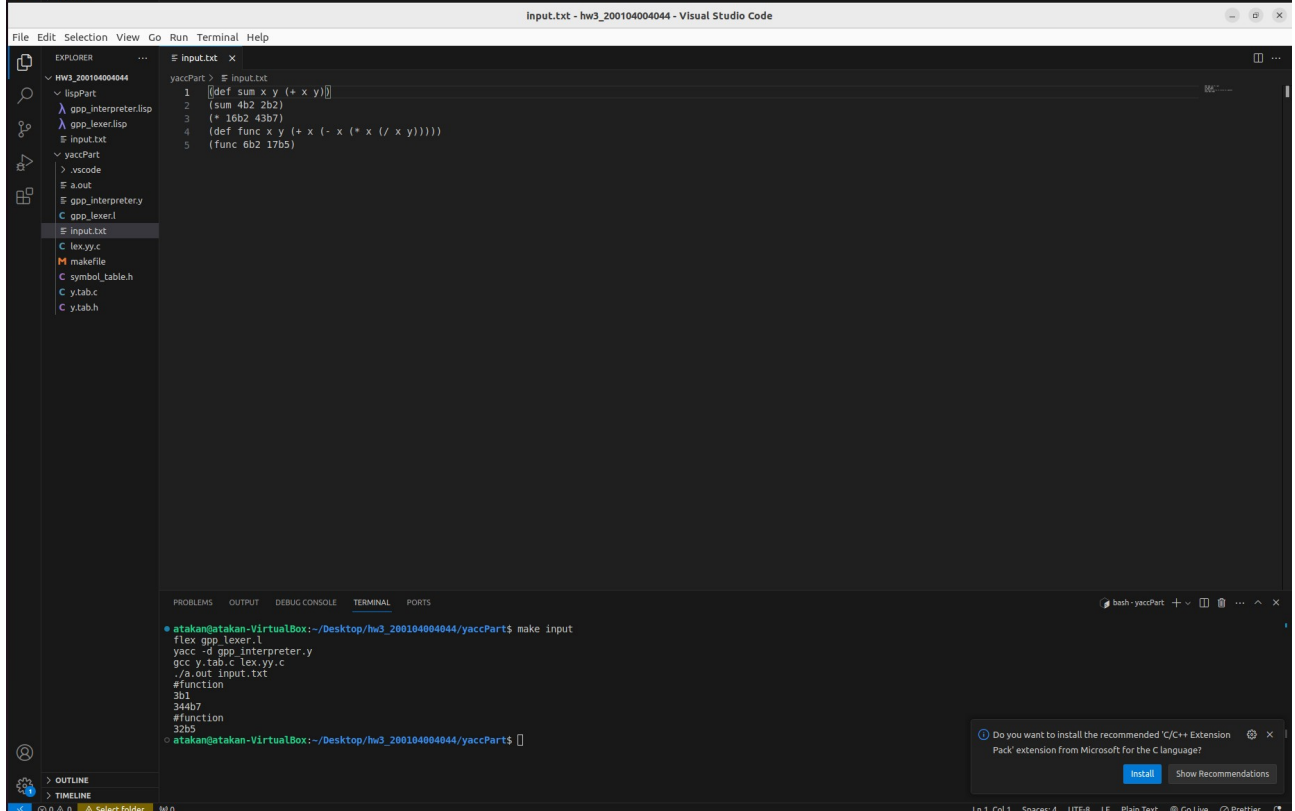 input.txt - hw3_200104004044 - Visual Studio Code
File Edit Selection View Go Run Terminal Help
EXPLORER
HW3_200104004044
lispPart
gpp_interpreter.lisp
gpp_lexer.lisp
input.txt
yaccPart
.vscode
a.out
gpp_interpreter.y
gpp_lexer.l
input.txt
lex.yy.c
makefile
symbol_table.h
y.tab.c
y.tab.h
OUTLINE
TIMELINE
input.txt
yaccPart > input.txt
1 (def sum x y (+ x y))
2 (sum 4b2 2b2)
3 (* 16b2 43b7)
4 (def func x y (+ x (- x (* x (/ x y)))))
5 (func 6b2 17b5)
PROBLEMS OUTPUT DEBUG CONSOLE TERMINAL PORTS
bash - yaccPart
atakan@atakan-VirtualBox:~/Desktop/hw3_200104004044/yaccPart$ make input
flex gpp_lexer.l
yacc -d gpp_interpreter.y
gcc y.tab.c lex.yy.c
./a.out input.txt
#function
3b1
344b7
#function
32b5
atakan@atakan-VirtualBox:~/Desktop/hw3_200104004044/yaccPart$
Do you want to install the recommended 'C/C++ Extension
Pack' extension from Microsoft for the C language?
Install Show Recommendations
0 0 Select folder 0 Ln 1, Col 1 Spaces: 4 UTF-8 LF Plain Text Go Live Prettier